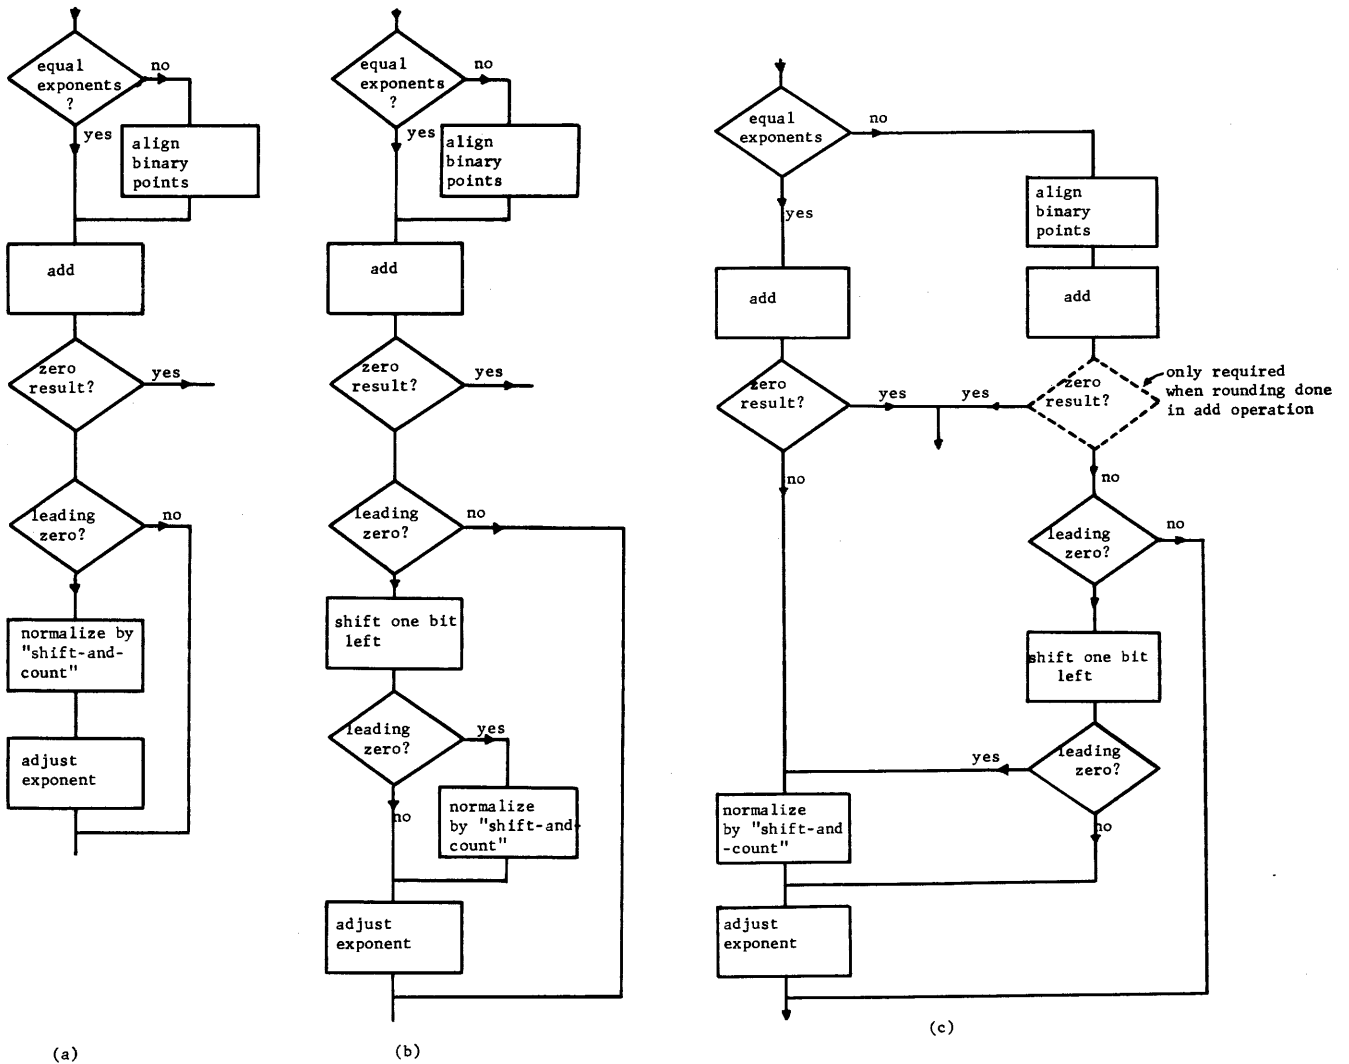 equal
exponents
?
no
yes
align
binary
points
add
zero
result?
yes
leading
zero?
no
normalize by
"shift-and-
count"
adjust
exponent
(a)
equal
exponents
?
no
yes
align
binary
points
add
zero
result?
yes
leading
zero?
no
shift one bit
left
leading
zero?
yes
no
normalize
by "shift-and-
count"
adjust
exponent
(b)
equal
exponents
no
yes
align
binary
points
add
add
zero
result?
yes
yes
zero
result?
only required
when rounding done
in add operation
no
no
leading
zero?
no
shift one bit
left
leading
zero?
yes
no
normalize
by "shift-and
-count"
adjust
exponent
(c)